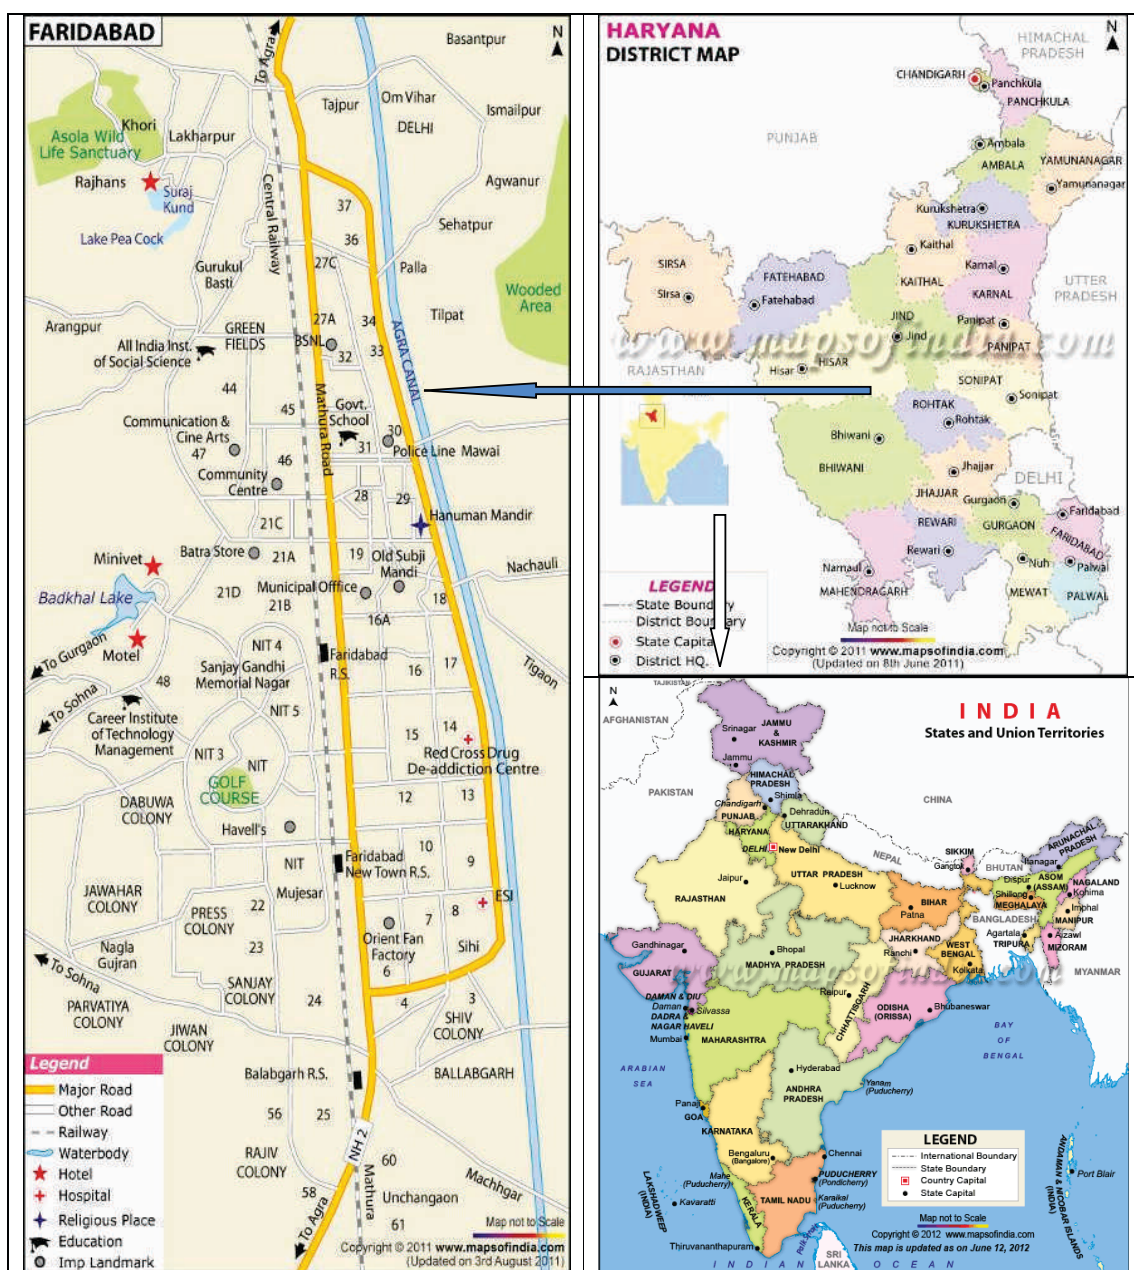 FARIDABAD
N
To Agra
Basantpur
Tajpur
Om Vihar
DELHI
Ismailpur
Khori
Lakharpur
Asola Wild
Life Sanctuary
Rajhans
Suraj
Kund
Lake Pea Cock
Central Railway
Agwanur
37
36
Sehatpur
Gurukul
Basti
27C
Palla
Wooded
Area
Tilpat
Arangpur
GREEN
FIELDS
27A
34
BSNL
33
32
All India Inst.
of Social Science
AGRA CANAL
44
45
Mathura Road
Govt.
School
Communication &
Cine Arts
47
30
31
Police Line
Mawai
46
Community
Centre
28
29
Hanuman Mandir
21C
Batra Store
21A
19
Old Subji
Mandi
Nachauli
Minivet
21D
Municipal Offfice
21B
18
Badkhal Lake
16A
To Gurgaon
Motel
NIT 4
Faridabad
R.S.
Sanjay Gandhi
Memorial Nagar
16
17
Tigaon
To Sohna
48
NIT 5
Career Institute
of Technology
Management
NIT 3
NIT
15
14
Red Cross Drug
De-addiction Centre
GOLF
COURSE
DABUWA
COLONY
12
13
Havell's
10
NIT
Faridabad
New Town R.S.
9
JAWAHAR
COLONY
Mujesar
ESI
PRESS
COLONY
22
7
8
Orient Fan
Factory
Nagla
Gujran
23
Sihi
6
To Sohna
SANJAY
COLONY
24
4
3
PARVATIYA
COLONY
JIWAN
COLONY
SHIV
COLONY
Balabgarh R.S.
BALLABGARH
56
25
NH 2
RAJIV
COLONY
60
Mathura
Machhgar
58
Unchangaon
61
To Agra
Legend
Major Road
Other Road
Railway
Waterbody
Hotel
Hospital
Religious Place
Education
Imp Landmark
Map not to Scale
Copyright © 2011 www.mapsofindia.com
(Updated on 3rd August 2011)
HARYANA
DISTRICT MAP
N
HIMACHAL
PRADESH
CHANDIGARH
Panchkula
PANCHKULA
PUNJAB
Ambala
AMBALA
YAMUNANAGAR
Yamunanagar
Kurukshetra
KURUKSHETRA
Kaithal
KAITHAL
SIRSA
Sirsa
FATEHABAD
Fatehabad
Karnal
KARNAL
UTTER
PRADESH
JIND
Jind
Panipat
PANIPAT
www.mapsofindia.com
RAJASTHAN
Hisar
HISAR
SONIPAT
Sonipat
ROHTAK
Rohtak
Bhiwani
BHIWANI
Jhajjar
JHAJJAR
DELHI
Gurgaon
GURGAON
Faridabad
FARIDABAD
REWARI
Rewari
Narnaul
MAHENDRAGARH
Nuh
MEWAT
Palwal
PALWAL
LEGEND
State Boundary
District Boundary
State Capital
District HQ.
Map not to Scale
Copyright © 2011 www.mapsofindia.com
(Updated on 8th June 2011)
N
INDIA
States and Union Territories
TAJIKISTAN
AFGHANISTAN
PAKISTAN
CHINA
Srinagar
JAMMU
&
KASHMIR
Jammu
HIMACHAL
PRADESH
Shimla
Chandigarh
PUNJAB
Dehradun
UTTARAKHAND
HARYANA
DELHI
New Delhi
NEPAL
SIKKIM
Gangtok
BHUTAN
ARUNACHAL
PRADESH
Itanagar
Jaipur
RAJASTHAN
UTTAR PRADESH
Lucknow
BIHAR
Patna
Dispur
ASOM
(ASSAM)
Shillong
MEGHALAYA
NAGALAND
Kohima
Imphal
MANIPUR
BANGLADESH
Agartala
TRIPURA
Aizawl
MIZORAM
MYANMAR
Gandhinagar
GUJARAT
Bhopal
MADHYA PRADESH
JHARKHAND
Ranchi
WEST
BENGAL
Kolkata
www.mapsofindia.com
DAMAN & DIU
Daman
DADRA &
NAGAR HAVELI
Silvassa
Raipur
CHHATTISGARH
ODISHA
(ORISSA)
Bhubaneswar
Mumbai
MAHARASHTRA
ARABIAN
SEA
BAY
OF
BENGAL
Hyderabad
ANDHRA
PRADESH
Yanam
(Puducherry)
Panaji
GOA
KARNATAKA
Bengaluru
(Bangalore)
Chennai
Mahe
(Puducherry)
PUDUCHERRY
(Pondicherry)
LAKSHADWEEP
(INDIA)
Kavaratti
KERALA
TAMIL NADU
Karaikal
(Puducherry)
Thiruvananthapuram
Palk Strait
SRI
LANKA
INDIAN OCEAN
ANDAMAN & NICOBAR ISLANDS
(INDIA)
Port Blair
LEGEND
International Boundary
State Boundary
Country Capital
State Capital
Map not to Scale
Copyright © 2012 www.mapsofindia.com
This map is updated as on June 12, 2012